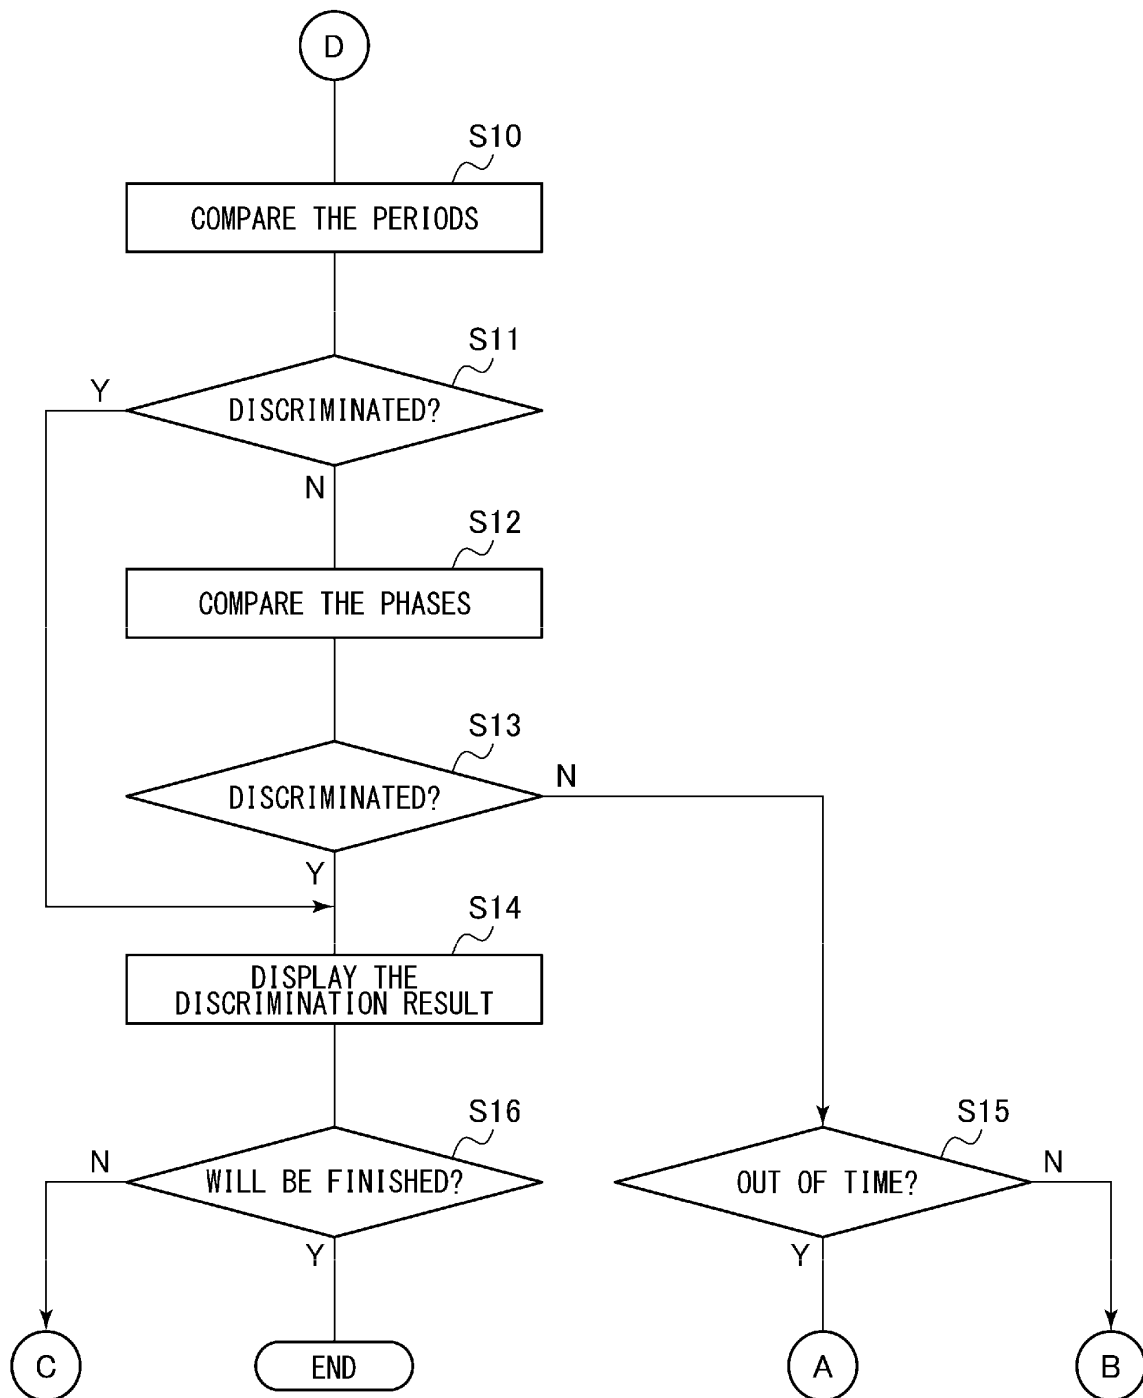 D
S10
COMPARE THE PERIODS
S11
Y
DISCRIMINATED?
N
S12
COMPARE THE PHASES
S13
N
DISCRIMINATED?
Y
S14
DISPLAY THE
DISCRIMINATION RESULT
S16
S15
N
WILL BE FINISHED?
OUT OF TIME?
N
Y
Y
C
END
A
B